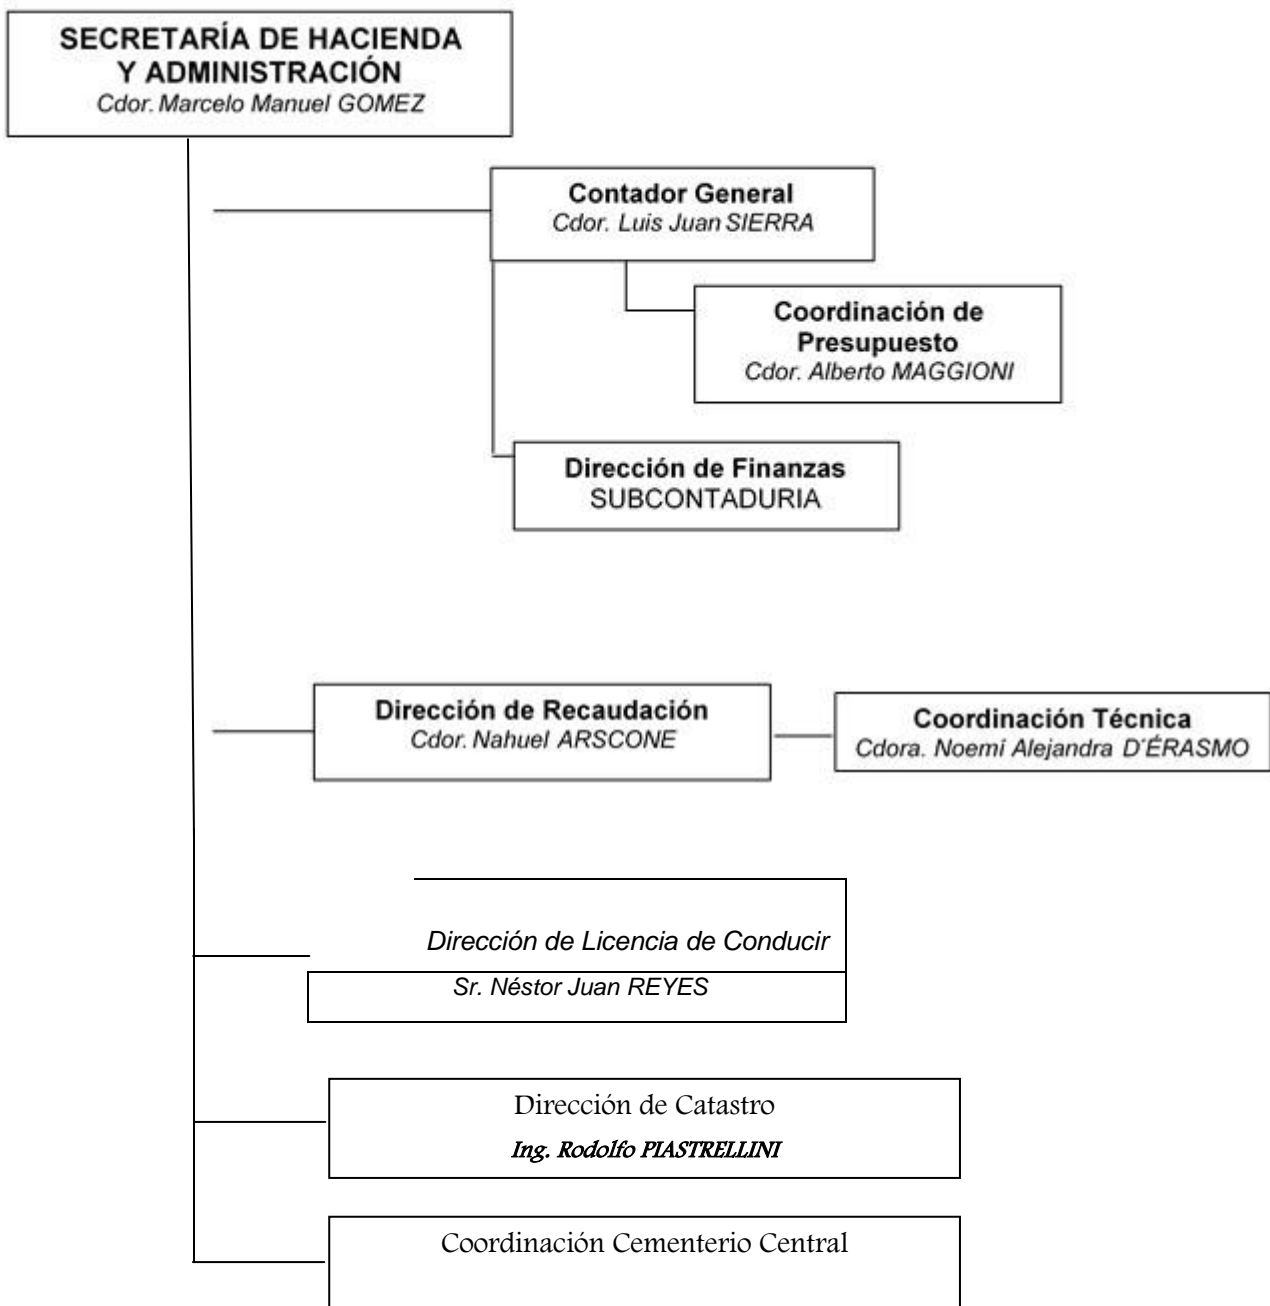 SECRETARÍA DE HACIENDA
Y ADMINISTRACIÓN
Cdor. Marcelo Manuel GOMEZ
Contador General
Cdor. Luis Juan SIERRA
Coordinación de
Presupuesto
Cdor. Alberto MAGGIONI
Dirección de Finanzas
SUBCONTADURIA
Dirección de Recaudación
Cdor. Nahuel ARSCONE
Coordinación Técnica
Cdora. Noemí Alejandra D´ÉRASMO
Dirección de Licencia de Conducir
Sr. Néstor Juan REYES
Dirección de Catastro
Ing. Rodolfo PIASTRELLINI
Coordinación Cementerio Central